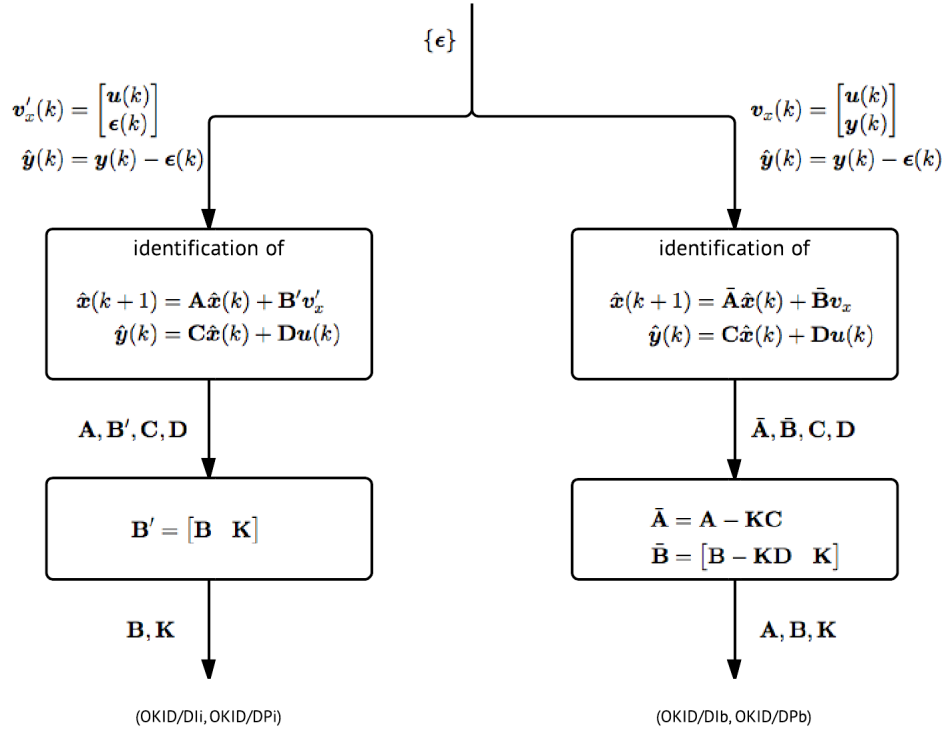 {ϵ}
v′ₓ(k) = [u(k) ϵ(k)]
ŷ(k) = y(k) − ϵ(k)
identification of
x̂(k + 1) = Ax̂(k) + B′v′ₓ
ŷ(k) = Cx̂(k) + Du(k)
A, B′, C, D
B′ = [B K]
B, K
(OKID/DIi, OKID/DPi)
vₓ(k) = [u(k) y(k)]
ŷ(k) = y(k) − ϵ(k)
identification of
x̂(k + 1) = Āx̂(k) + B̄vₓ
ŷ(k) = Cx̂(k) + Du(k)
Ā, B̄, C, D
Ā = A − KC
B̄ = [B − KD K]
A, B, K
(OKID/DIb, OKID/DPb)